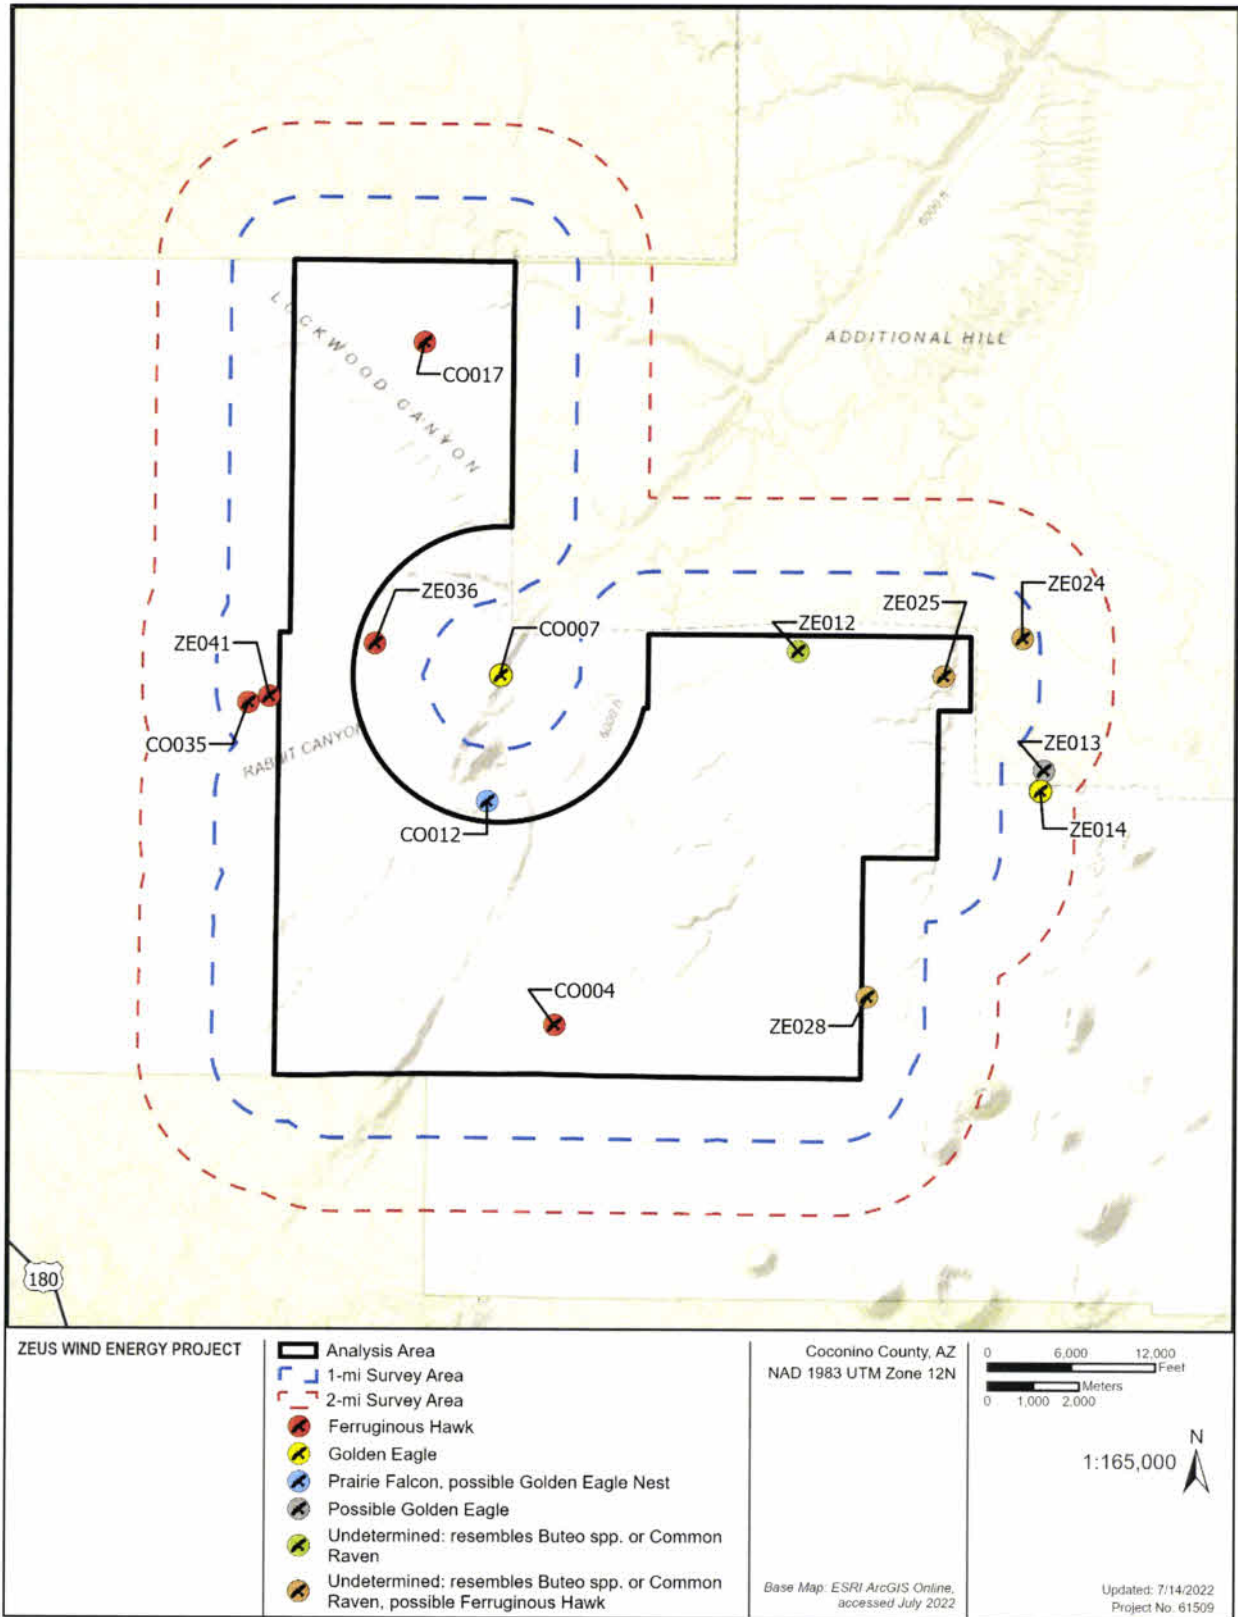 6000 ft
ADDITIONAL HILL
LOCKWOOD CANYON
CO017
ZE036
CO007
ZE012
ZE025
ZE024
ZE041
CO035
RABBIT CANYON
6000 ft
CO012
ZE013
ZE014
CO004
ZE028
180
ZEUS WIND ENERGY PROJECT
Analysis Area
1-mi Survey Area
2-mi Survey Area
Ferruginous Hawk
Golden Eagle
Prairie Falcon, possible Golden Eagle Nest
Possible Golden Eagle
Undetermined: resembles Buteo spp. or Common
Raven
Undetermined: resembles Buteo spp. or Common
Raven, possible Ferruginous Hawk
Coconino County, AZ
NAD 1983 UTM Zone 12N
Base Map: ESRI ArcGIS Online,
accessed July 2022
0 6,000 12,000
Feet
Meters
0 1,000 2,000
N
1:165,000
Updated: 7/14/2022
Project No. 61509